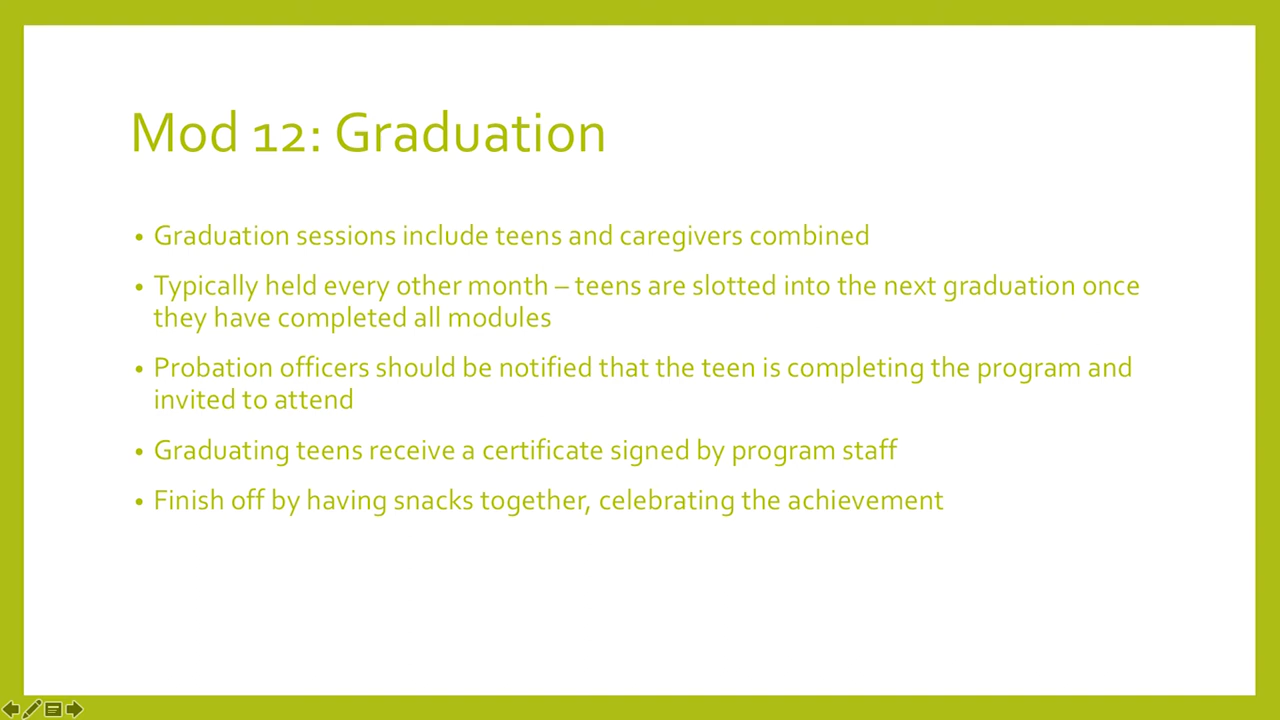 Mod 12: Graduation
• Graduation sessions include teens and caregivers combined
• Typically held every other month – teens are slotted into the next graduation once
they have completed all modules
• Probation officers should be notified that the teen is completing the program and
invited to attend
• Graduating teens receive a certificate signed by program staff
• Finish off by having snacks together, celebrating the achievement